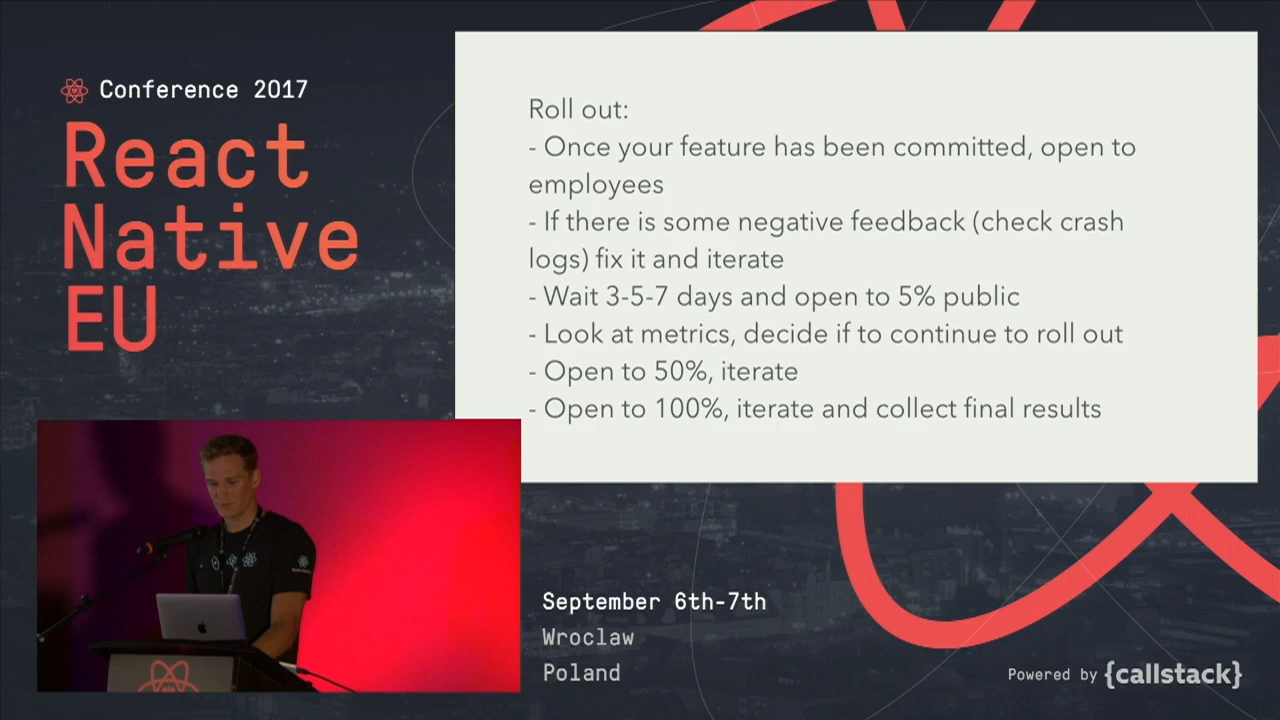 Conference 2017
React
Native
EU
Roll out:
- Once your feature has been committed, open to
employees
- If there is some negative feedback (check crash
logs) fix it and iterate
- Wait 3-5-7 days and open to 5% public
- Look at metrics, decide if to continue to roll out
- Open to 50%, iterate
- Open to 100%, iterate and collect final results
September 6th-7th
Wroclaw
Poland
Powered by {callstack}